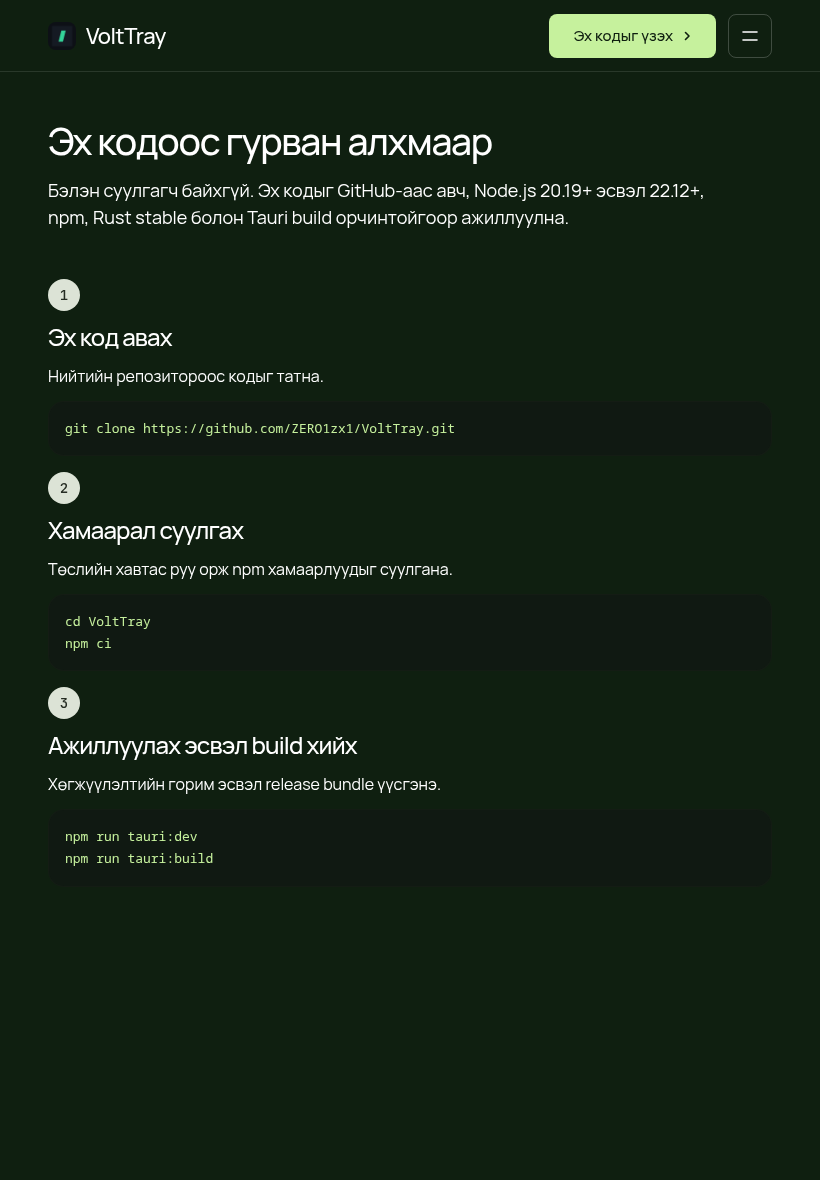 VoltTray
Эх кодыг үзэх
Эх кодоос гурван алхмаар
Бэлэн суулгагч байхгүй. Эх кодыг GitHub-аас авч, Node.js 20.19+ эсвэл 22.12+,
npm, Rust stable болон Tauri build орчинтойгоор ажиллуулна.
1
Эх код авах
Нийтийн репозитороос кодыг татна.
git clone https://github.com/ZERO1zx1/VoltTray.git
2
Хамаарал суулгах
Төслийн хавтас руу орж npm хамаарлуудыг суулгана.
cd VoltTray
npm ci
3
Ажиллуулах эсвэл build хийх
Хөгжүүлэлтийн горим эсвэл release bundle үүсгэнэ.
npm run tauri:dev
npm run tauri:build